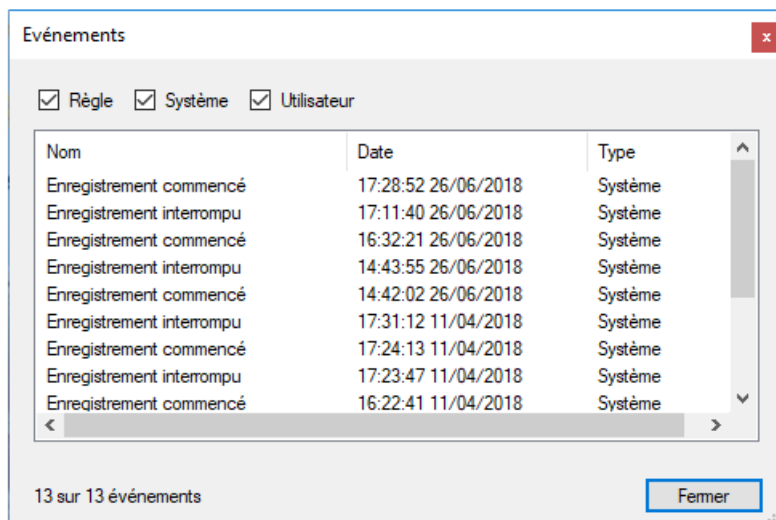 Evénements
x
Règle Système Utilisateur
Nom Date Type
Enregistrement commencé 17:28:52 26/06/2018 Système
Enregistrement interrompu 17:11:40 26/06/2018 Système
Enregistrement commencé 16:32:21 26/06/2018 Système
Enregistrement interrompu 14:43:55 26/06/2018 Système
Enregistrement commencé 14:42:02 26/06/2018 Système
Enregistrement interrompu 17:31:12 11/04/2018 Système
Enregistrement commencé 17:24:13 11/04/2018 Système
Enregistrement interrompu 17:23:47 11/04/2018 Système
Enregistrement commencé 16:22:41 11/04/2018 Système
13 sur 13 événements Fermer